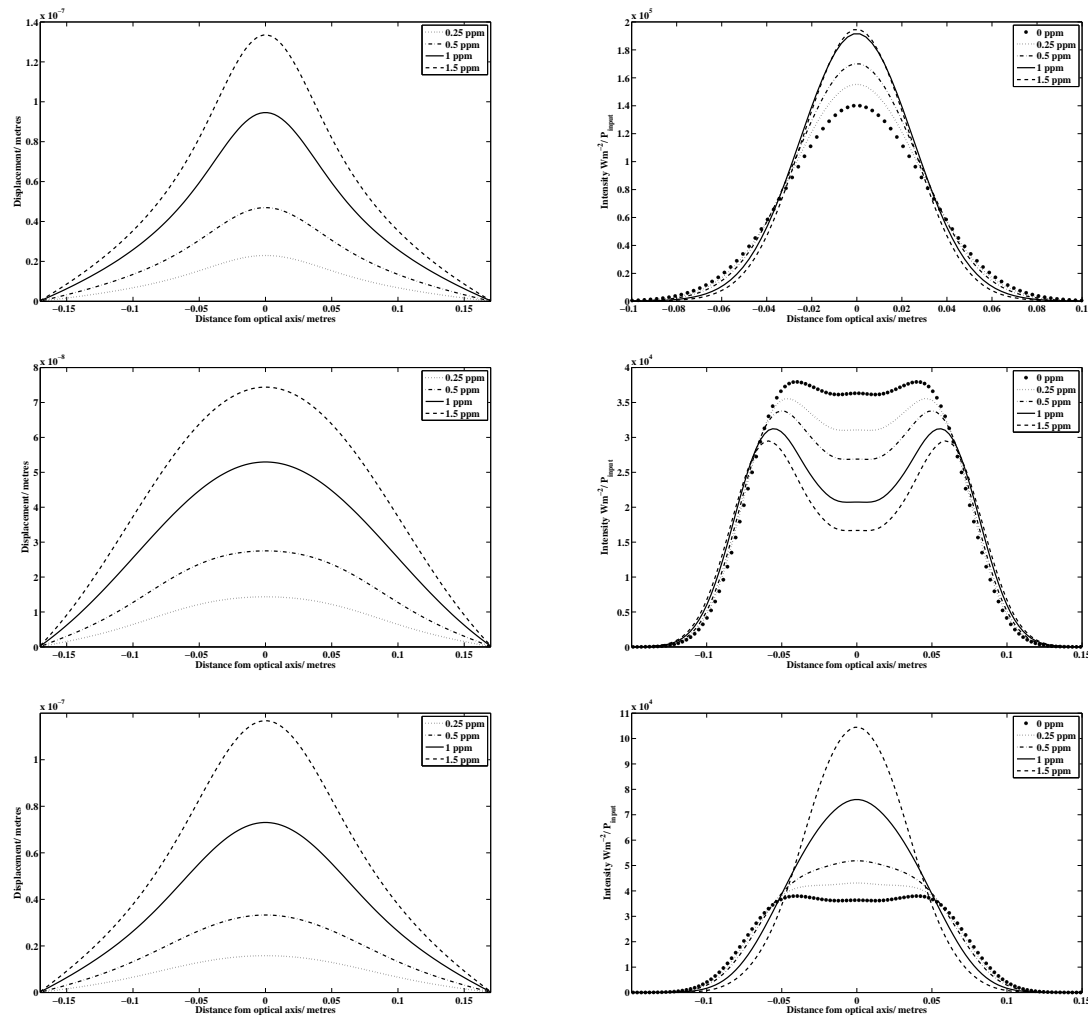 x 10⁻⁷
1.4
1.2
1
0.8
0.6
0.4
0.2
0
Displacement/ metres
0.25 ppm
0.5 ppm
1 ppm
1.5 ppm
−0.15 −0.1 −0.05 0 0.05 0.1 0.15
Distance fom optical axis/ metres
x 10⁵
2
1.8
1.6
1.4
1.2
1
0.8
0.6
0.4
0.2
0
Intensity Wm⁻²/ P_input
0 ppm
0.25 ppm
0.5 ppm
1 ppm
1.5 ppm
−0.1 −0.08 −0.06 −0.04 −0.02 0 0.02 0.04 0.06 0.08 0.1
Distance fom optical axis/ metres
x 10⁻⁸
8
7
6
5
4
3
2
1
0
Displacement/ metres
0.25 ppm
0.5 ppm
1 ppm
1.5 ppm
−0.15 −0.1 −0.05 0 0.05 0.1 0.15
Distance fom optical axis/ metres
x 10⁴
4
3.5
3
2.5
2
1.5
1
0.5
0
Intensity Wm⁻²/ P_input
0 ppm
0.25 ppm
0.5 ppm
1 ppm
1.5 ppm
−0.1 −0.05 0 0.05 0.1 0.15
Distance fom optical axis/ metres
x 10⁻⁷
1
0.8
0.6
0.4
0.2
0
Displacement/ metres
0.25 ppm
0.5 ppm
1 ppm
1.5 ppm
−0.15 −0.1 −0.05 0 0.05 0.1 0.15
Distance fom optical axis/ metres
x 10⁴
11
10
9
8
7
6
5
4
3
2
1
0
Intensity Wm⁻²/ P_input
0 ppm
0.25 ppm
0.5 ppm
1 ppm
1.5 ppm
−0.1 −0.05 0 0.05 0.1 0.15
Distance fom optical axis/ metres